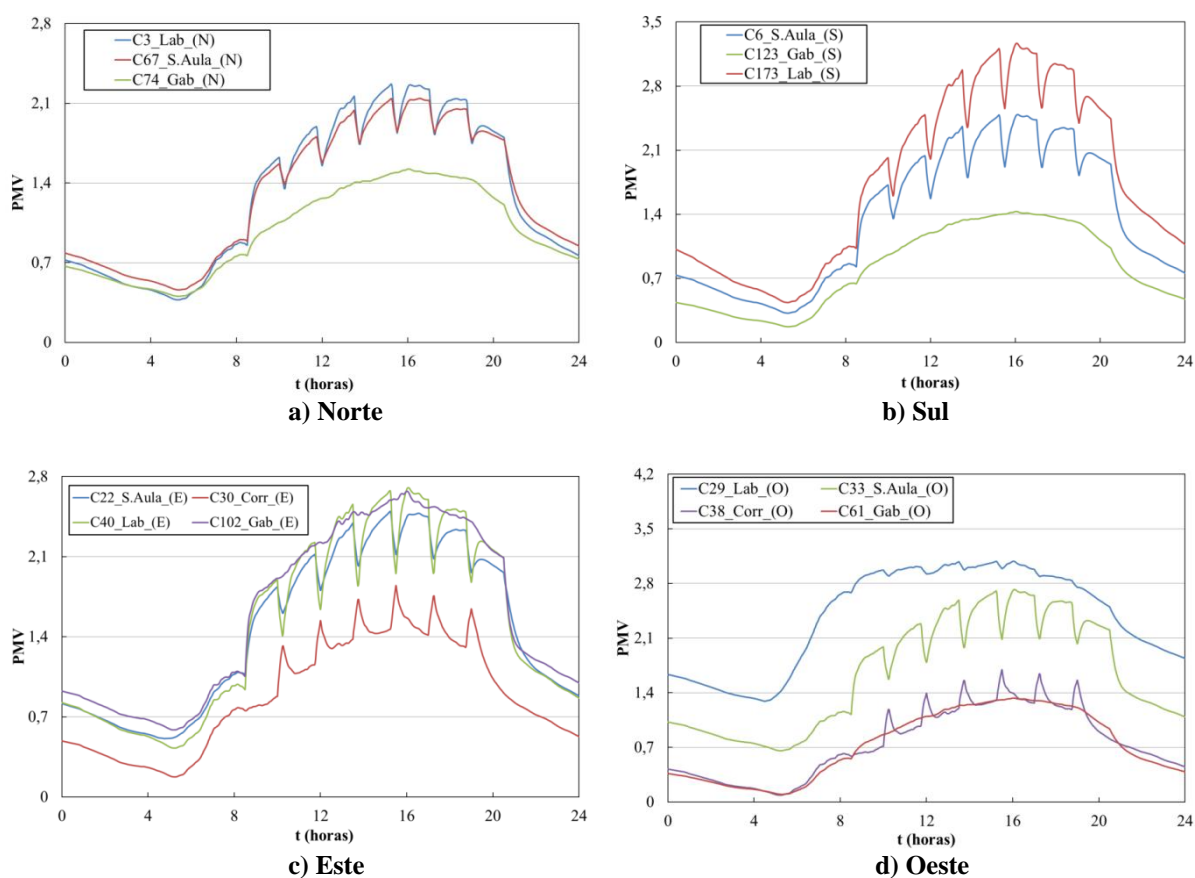 2,8
2,1
1,4
0,7
0
PMV
C3_Lab_(N)
C67_S.Aula_(N)
C74_Gab_(N)
0 4 8 12 16 20 24
t (horas)
a) Norte
3,5
2,8
2,1
1,4
0,7
0
PMV
C6_S.Aula_(S)
C123_Gab_(S)
C173_Lab_(S)
0 4 8 12 16 20 24
t (horas)
b) Sul
2,8
2,1
1,4
0,7
0
PMV
C22_S.Aula_(E) C30_Corr_(E)
C40_Lab_(E) C102_Gab_(E)
0 4 8 12 16 20 24
t (horas)
c) Este
4,2
3,5
2,8
2,1
1,4
0,7
0
PMV
C29_Lab_(O) C33_S.Aula_(O)
C38_Corr_(O) C61_Gab_(O)
0 4 8 12 16 20 24
t (horas)
d) Oeste